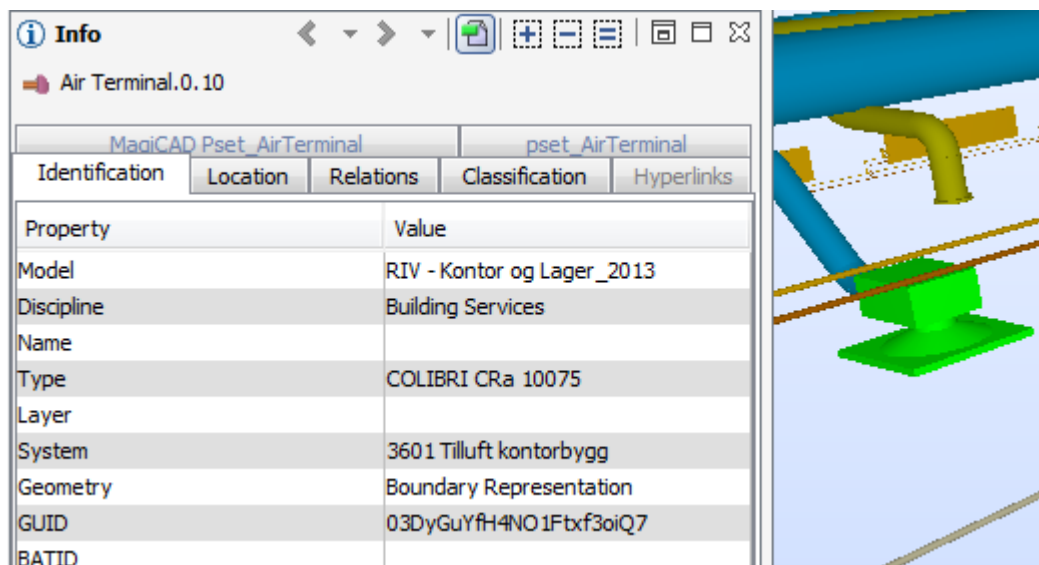 Info
Air Terminal.0.10
MagiCAD Pset_AirTerminal pset_AirTerminal
Identification Location Relations Classification Hyperlinks
Property Value
Model RIV - Kontor og Lager_2013
Discipline Building Services
Name
Type COLIBRI CRa 10075
Layer
System 3601 Tilluft kontorbygg
Geometry Boundary Representation
GUID 03DyGuYfH4NO1Ftxf3oiQ7
BATID